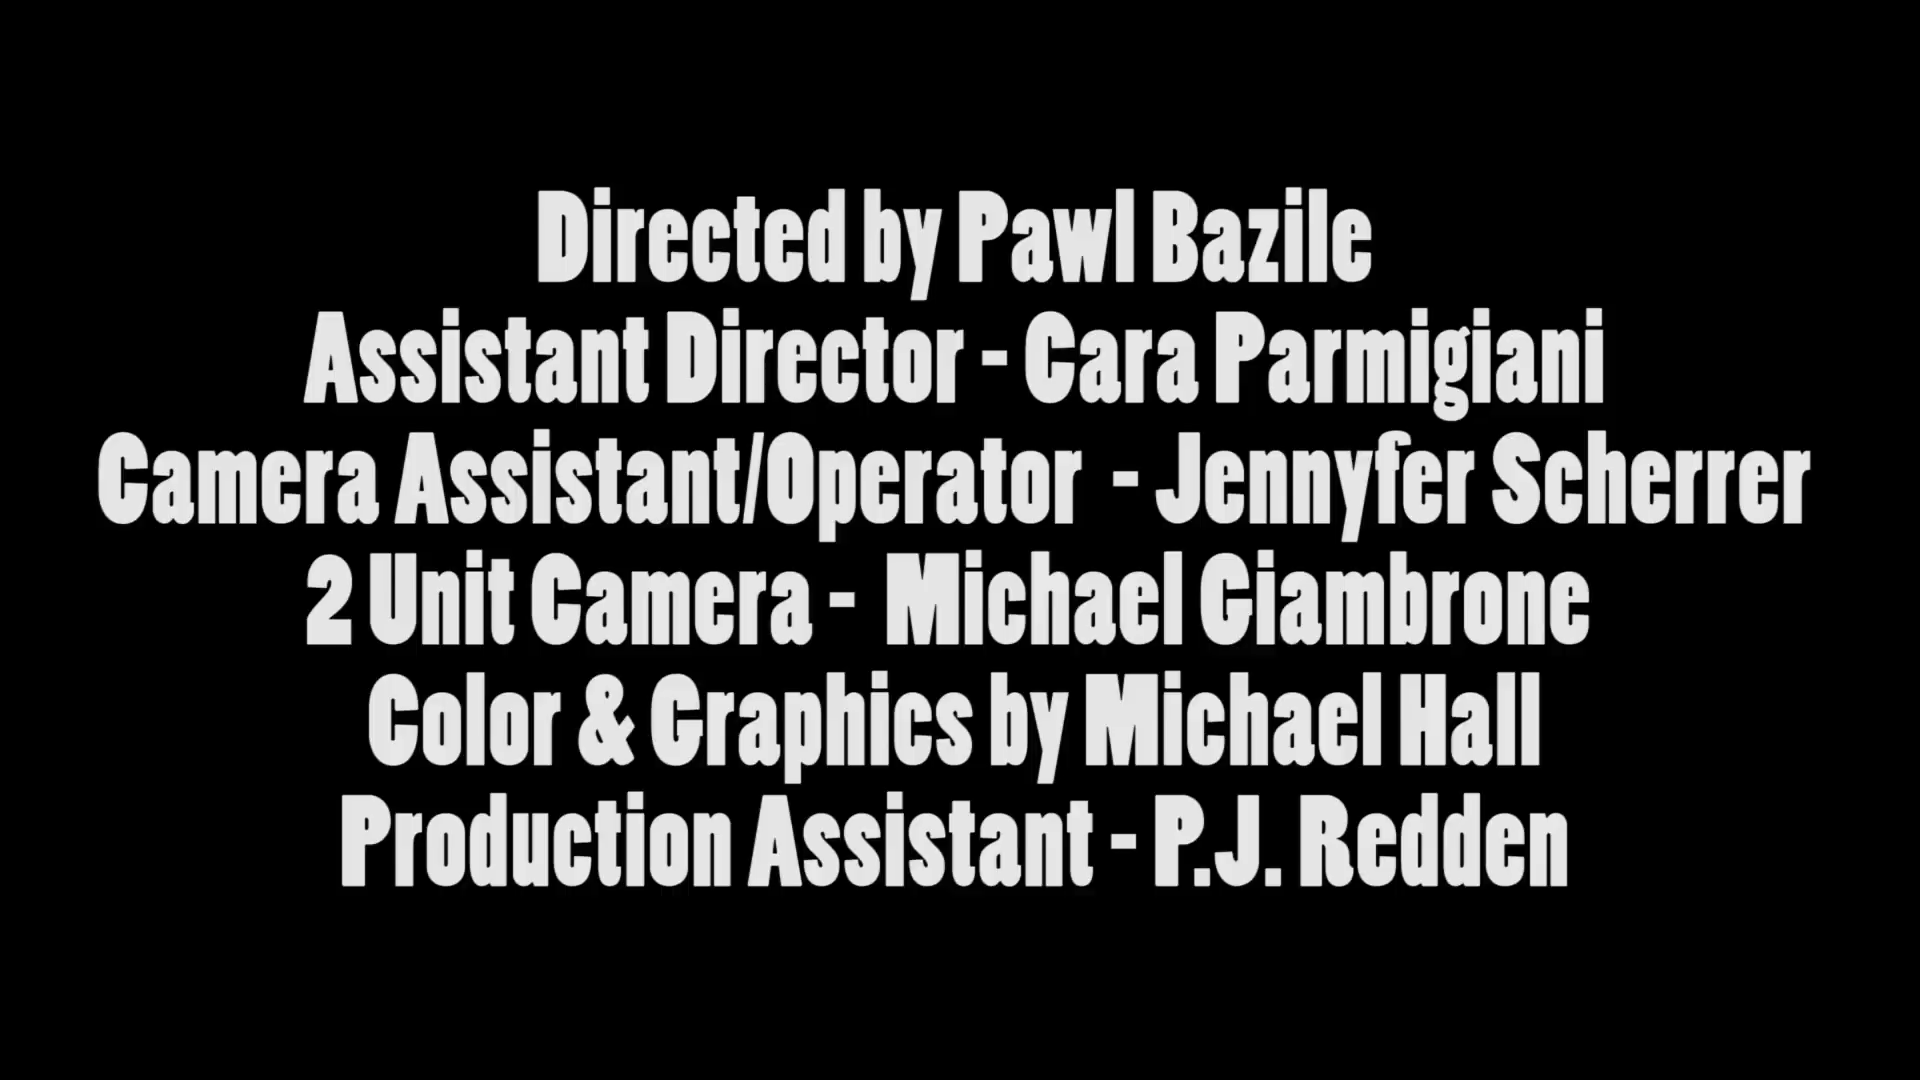 Directed by Pawl Bazile
Assistant Director - Cara Parmigiani
Camera Assistant/Operator - Jennyfer Scherrer
2 Unit Camera - Michael Giambrone
Color & Graphics by Michael Hall
Production Assistant - P.J. Redden